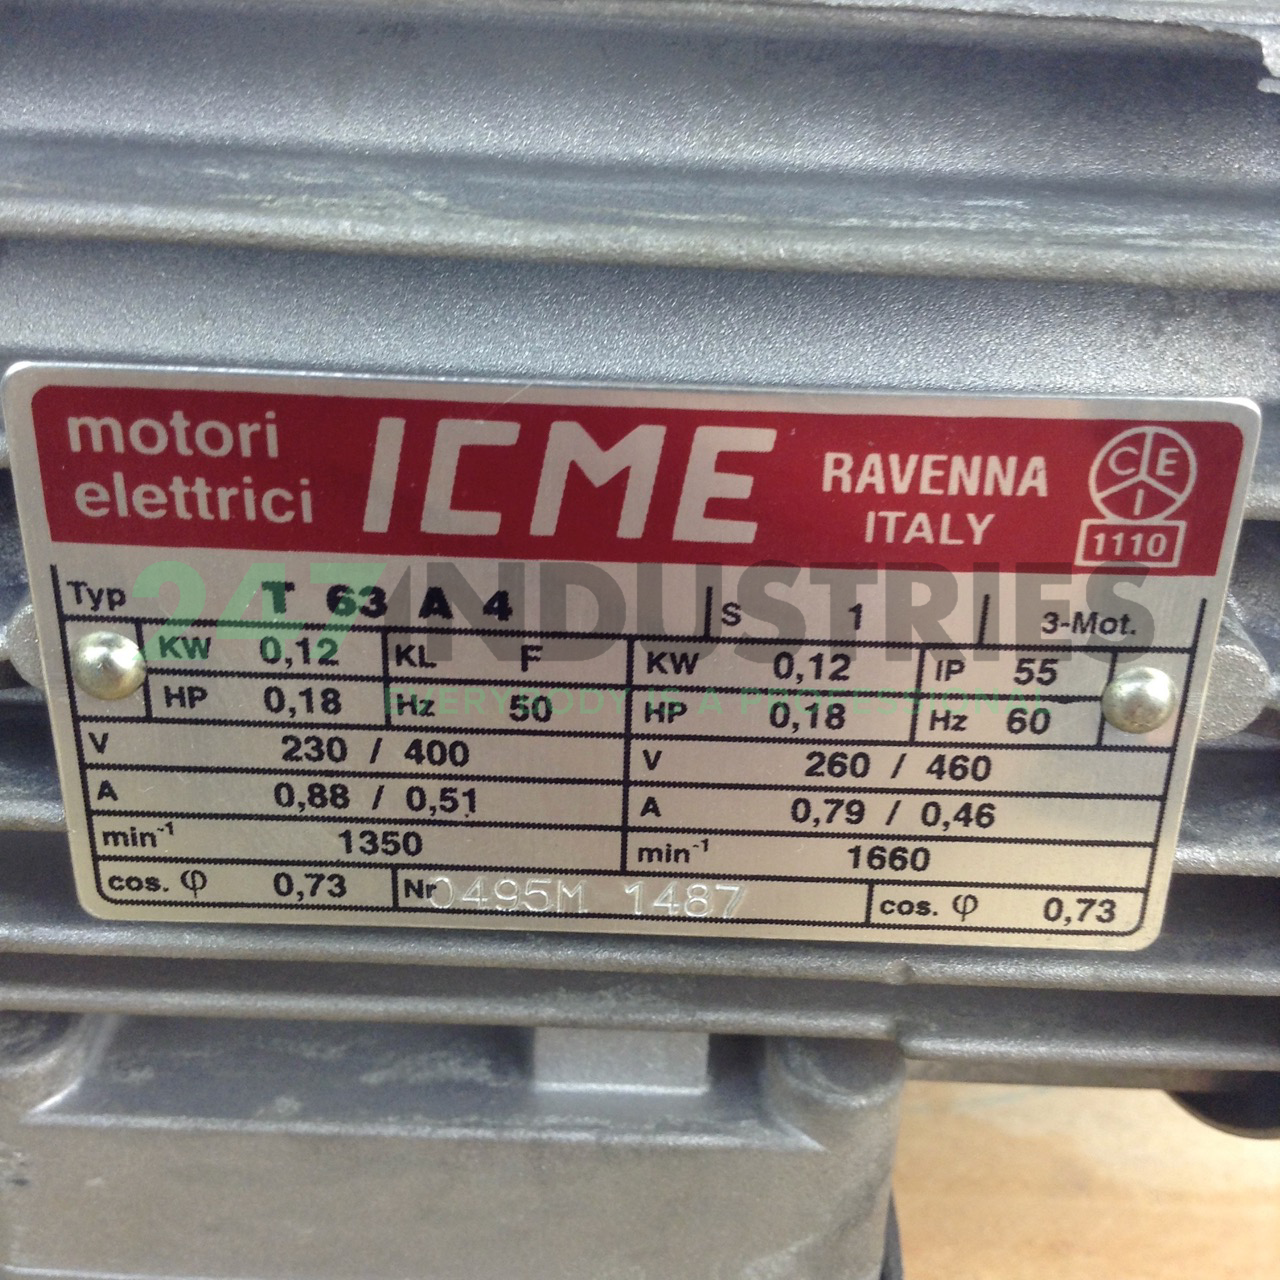 motori
elettrici
ICME
RAVENNA
ITALY
C E
I
1110
247INDUSTRIES
EVERYBODY IS A PROFESSIONAL
Typ T 63 A 4 S 1 3-Mot.
KW 0,12 KL F KW 0,12 IP 55
HP 0,18 Hz 50 HP 0,18 Hz 60
V 230 / 400 V 260 / 460
A 0,88 / 0,51 A 0,79 / 0,46
min-1 1350 min-1 1660
cos. φ 0,73 Nr 0495M 1487 cos. φ 0,73